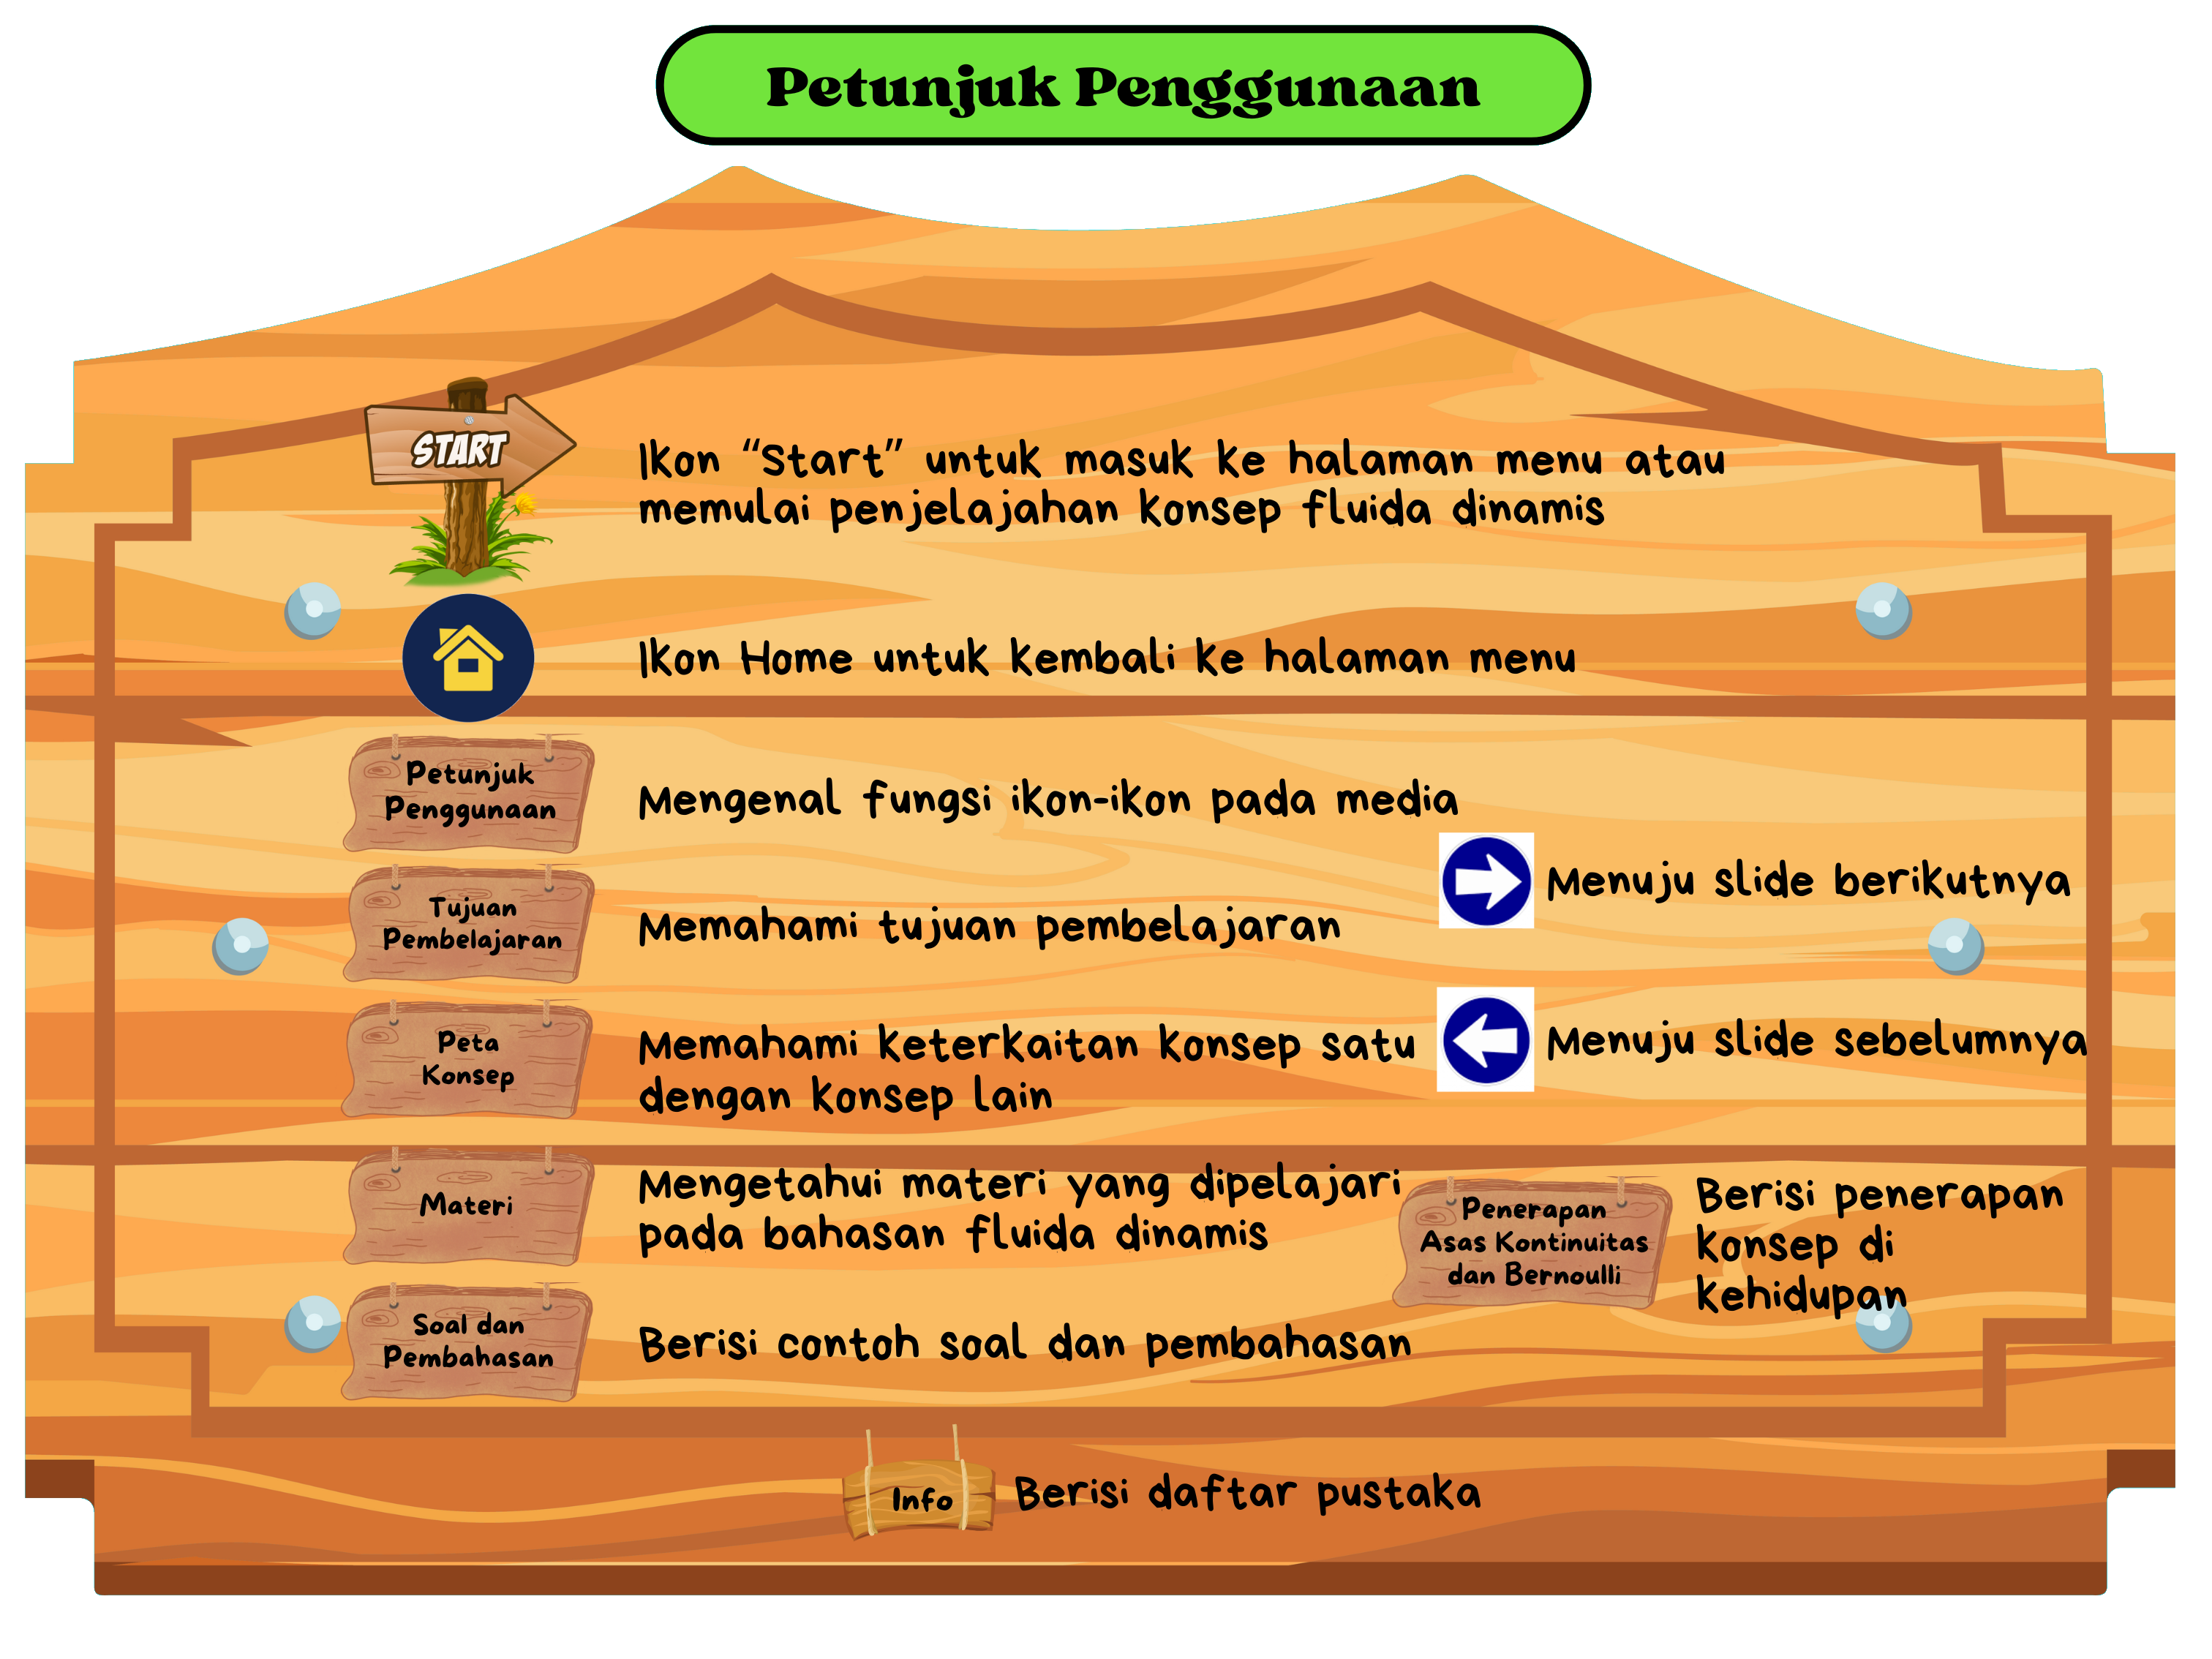 Petunjuk Penggunaan
START
Ikon “Start” untuk masuk ke halaman menu atau
memulai penjelajahan konsep fluida dinamis
Ikon Home untuk kembali ke halaman menu
Petunjuk
Penggunaan
Mengenal fungsi ikon-ikon pada media
Menuju slide berikutnya
Tujuan
Pembelajaran
Memahami tujuan pembelajaran
Peta
Konsep
Memahami keterkaitan konsep satu
dengan konsep lain
Menuju slide sebelumnya
Materi
Mengetahui materi yang dipelajari
pada bahasan fluida dinamis
Penerapan
Asas Kontinuitas
dan Bernoulli
Berisi penerapan
konsep di
kehidupan
Soal dan
Pembahasan
Berisi contoh soal dan pembahasan
Info
Berisi daftar pustaka